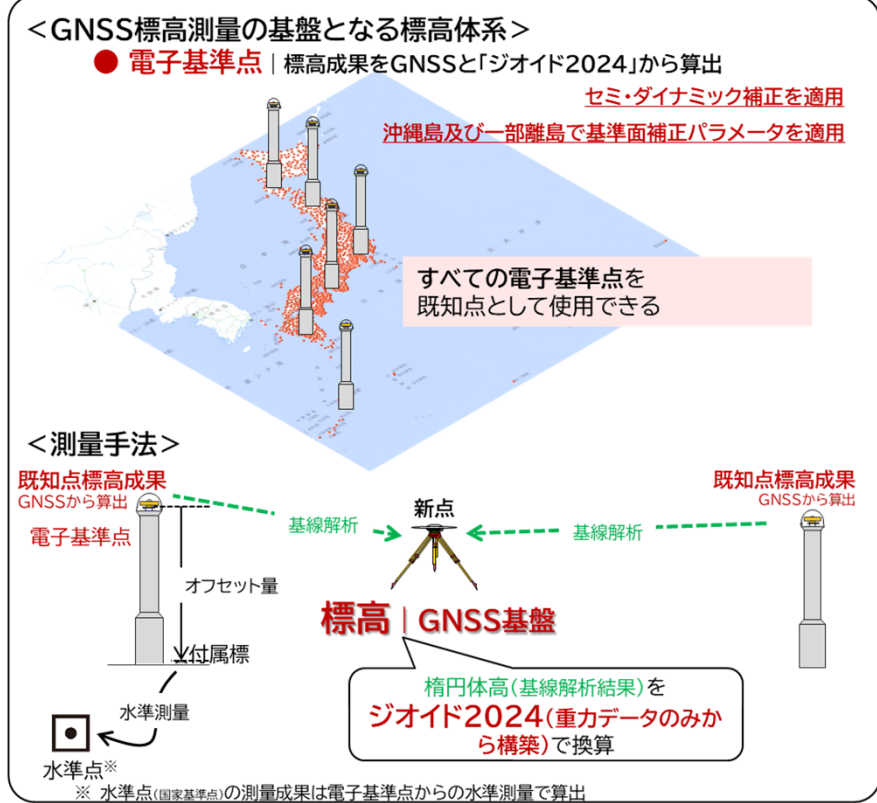 ＜GNSS標高測量の基盤となる標高体系＞
● 電子基準点｜標高成果をGNSSと「ジオイド2024」から算出
セミ・ダイナミック補正を適用
沖縄島及び一部離島で基準面補正パラメータを適用
すべての電子基準点を
既知点として使用できる
＜測量手法＞
既知点標高成果
GNSSから算出
電子基準点
基線解析
新点
基線解析
既知点標高成果
GNSSから算出
オフセット量
付属標
標高｜GNSS基盤
水準測量
水準点※
楕円体高(基線解析結果)を
ジオイド2024(重力データのみか
ら構築)で換算
※ 水準点(国家基準点)の測量成果は電子基準点からの水準測量で算出